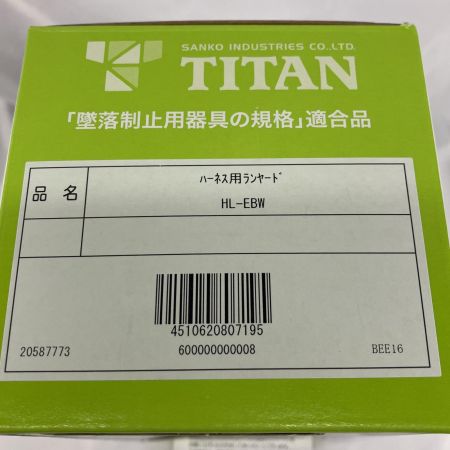 SANKO INDUSTRIES CO.,LTD.
TITAN
「墜落制止用器具の規格」適合品
品 名
ﾊｰﾈｽ用ﾗﾝﾔｰﾄﾞ
HL-EBW
4510620807195
20587773
600000000008
BEE16